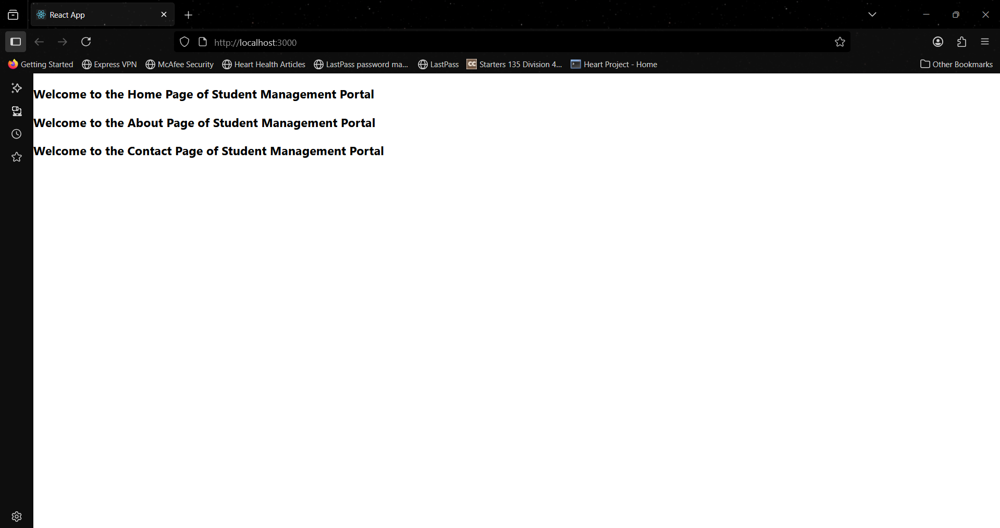 React App
http://localhost:3000
Getting Started Express VPN McAfee Security Heart Health Articles LastPass password ma... LastPass CC Starters 135 Division 4... Heart Project - Home Other Bookmarks
Welcome to the Home Page of Student Management Portal
Welcome to the About Page of Student Management Portal
Welcome to the Contact Page of Student Management Portal